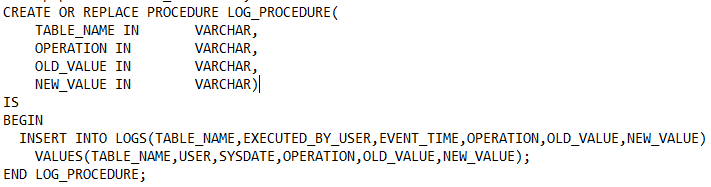 CREATE OR REPLACE PROCEDURE LOG_PROCEDURE(
    TABLE_NAME IN       VARCHAR,
    OPERATION IN        VARCHAR,
    OLD_VALUE IN        VARCHAR,
    NEW_VALUE IN        VARCHAR)
IS
BEGIN
  INSERT INTO LOGS(TABLE_NAME,EXECUTED_BY_USER,EVENT_TIME,OPERATION,OLD_VALUE,NEW_VALUE)
    VALUES(TABLE_NAME,USER,SYSDATE,OPERATION,OLD_VALUE,NEW_VALUE);
END LOG_PROCEDURE;